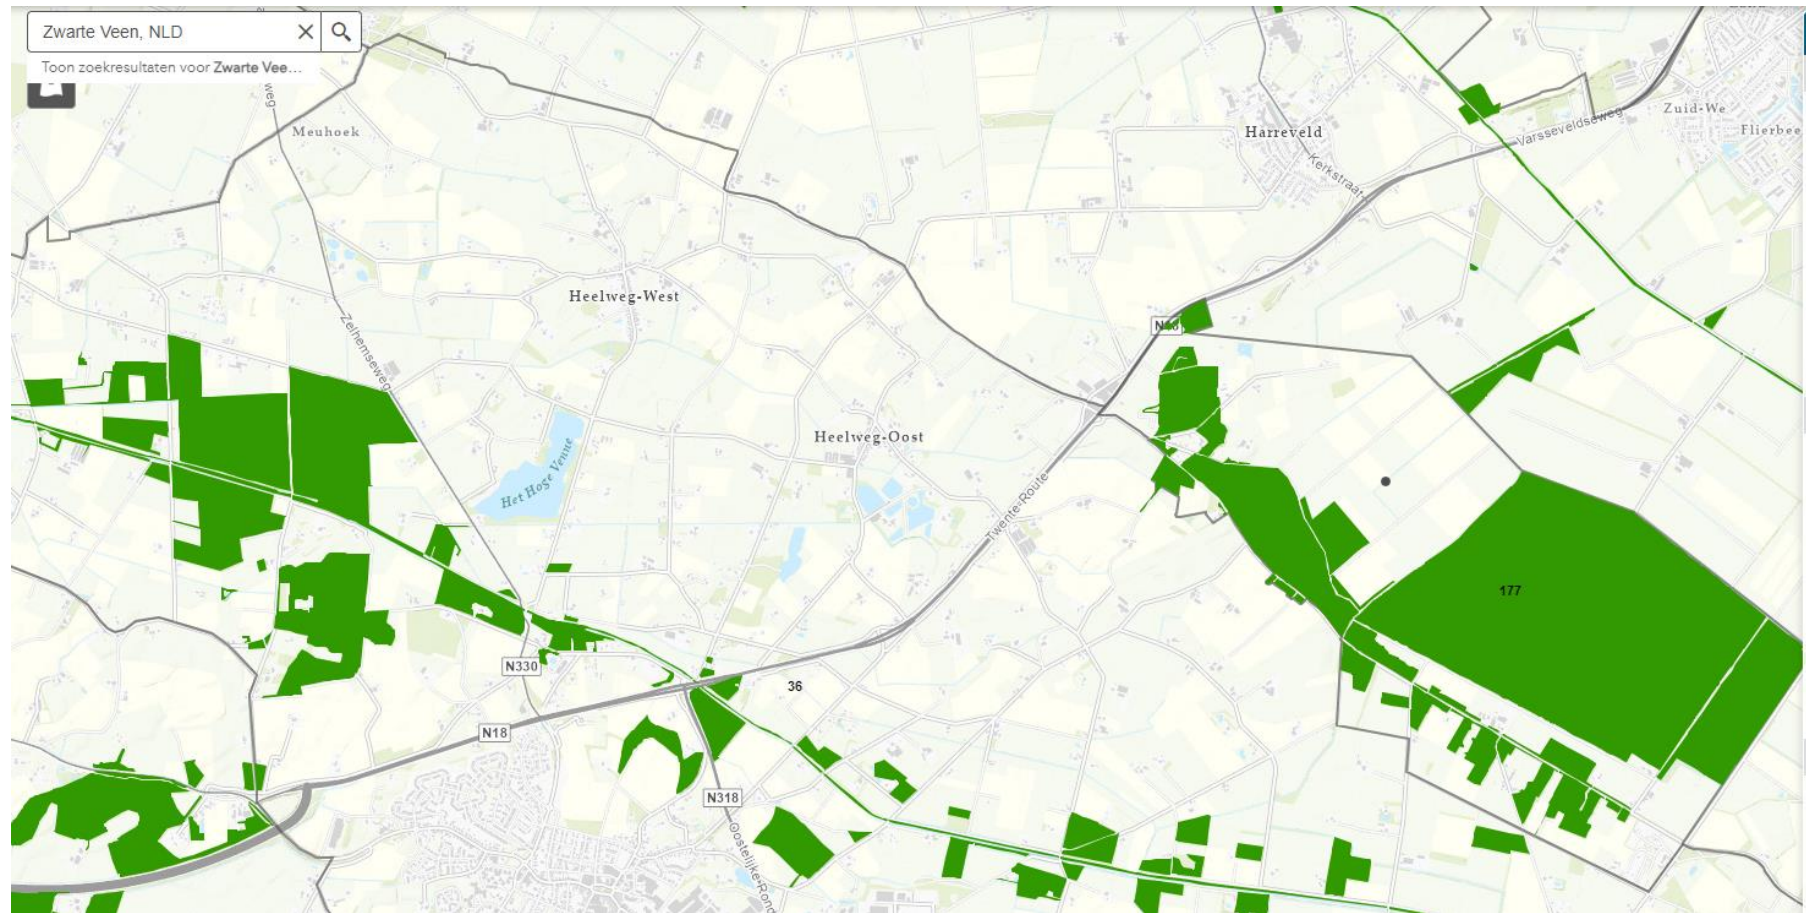 Zwarte Veen, NLD
Toon zoekresultaten voor Zwarte Vee...
weg
Meuhoek
Harreveld
Kerkstraat
Varsseveldseweg
Zuid-We
Flierbee
Heelweg-West
Zelhemseweg
N18
Het Hoge Venne
Heelweg-Oost
Twente-Route
177
N330
36
N18
N318
Oostelijke-Rond